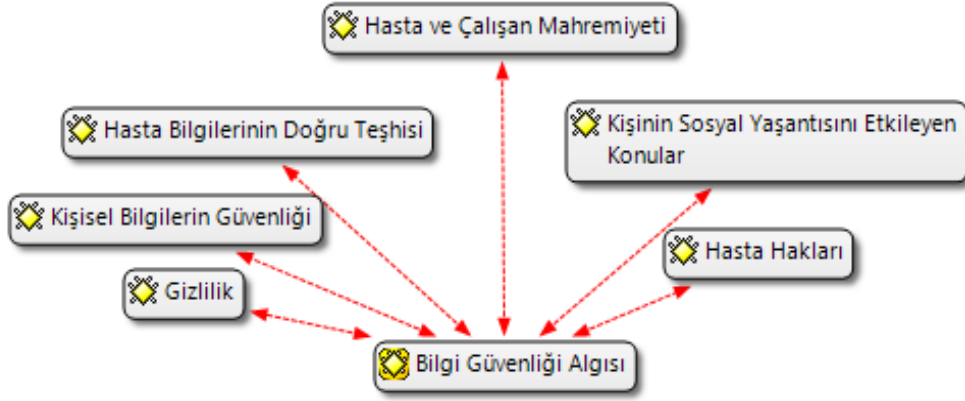 Hasta ve Çalışan Mahremiyeti
Hasta Bilgilerinin Doğru Teşhisi
Kişinin Sosyal Yaşantısını Etkileyen
Konular
Kişisel Bilgilerin Güvenliği
Hasta Hakları
Gizlilik
Bilgi Güvenliği Algısı